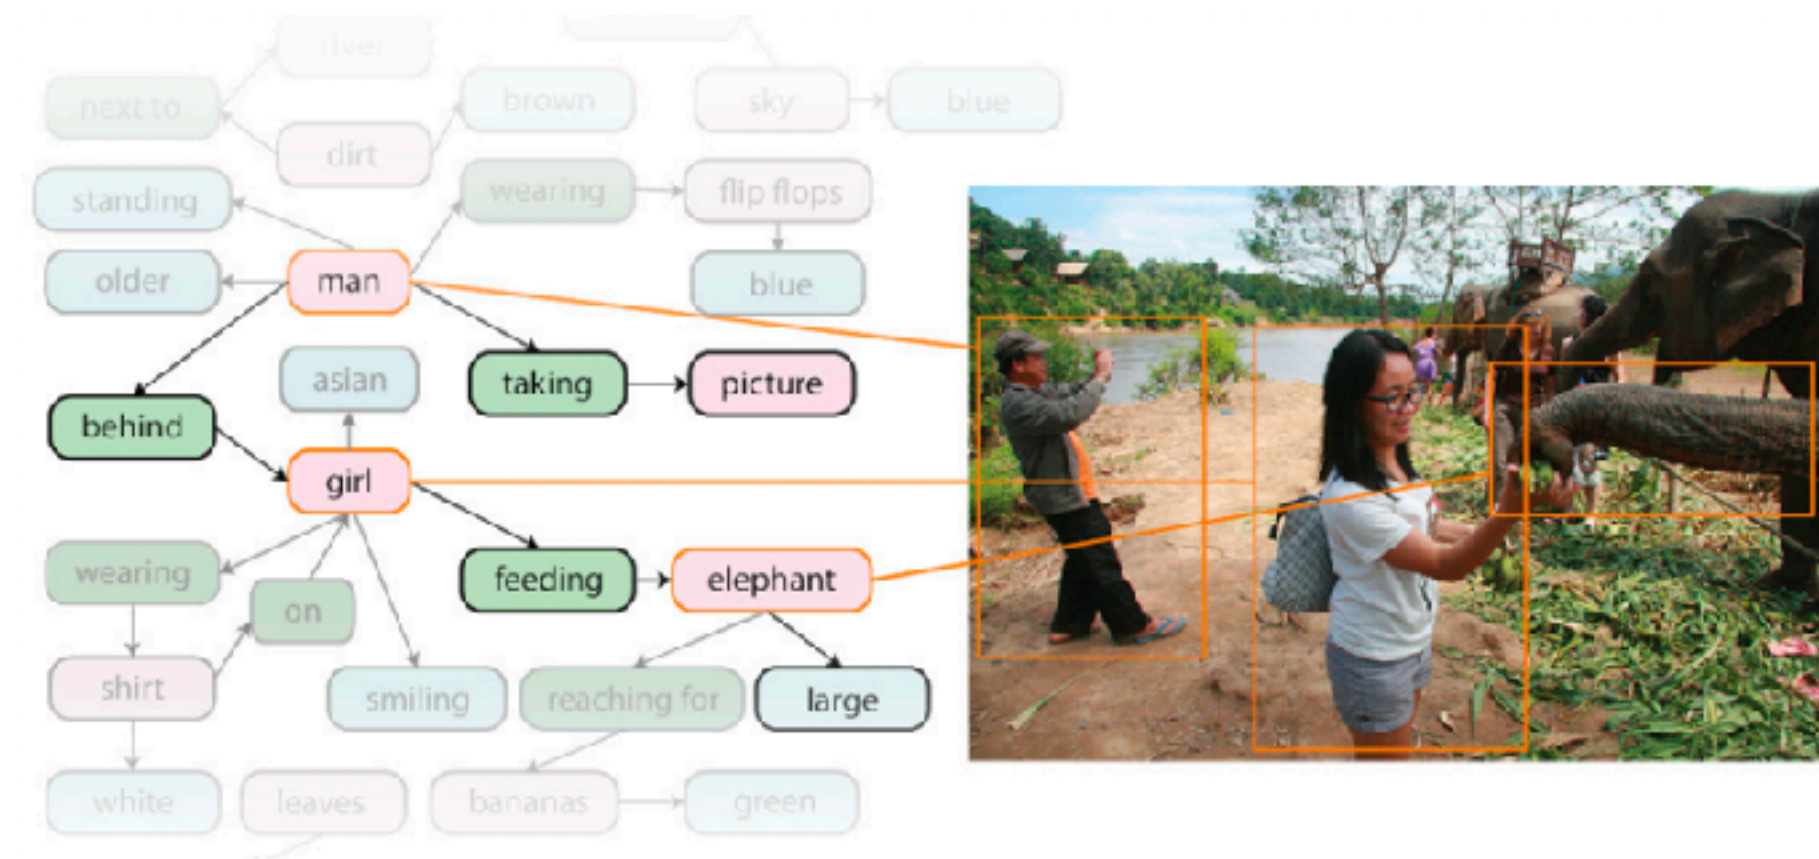 river
next to
brown
sky
blue
dirt
standing
wearing
flip flops
older
man
blue
asian
taking
picture
behind
girl
wearing
feeding
elephant
on
shirt
smiling
reaching for
large
white
leaves
bananas
green